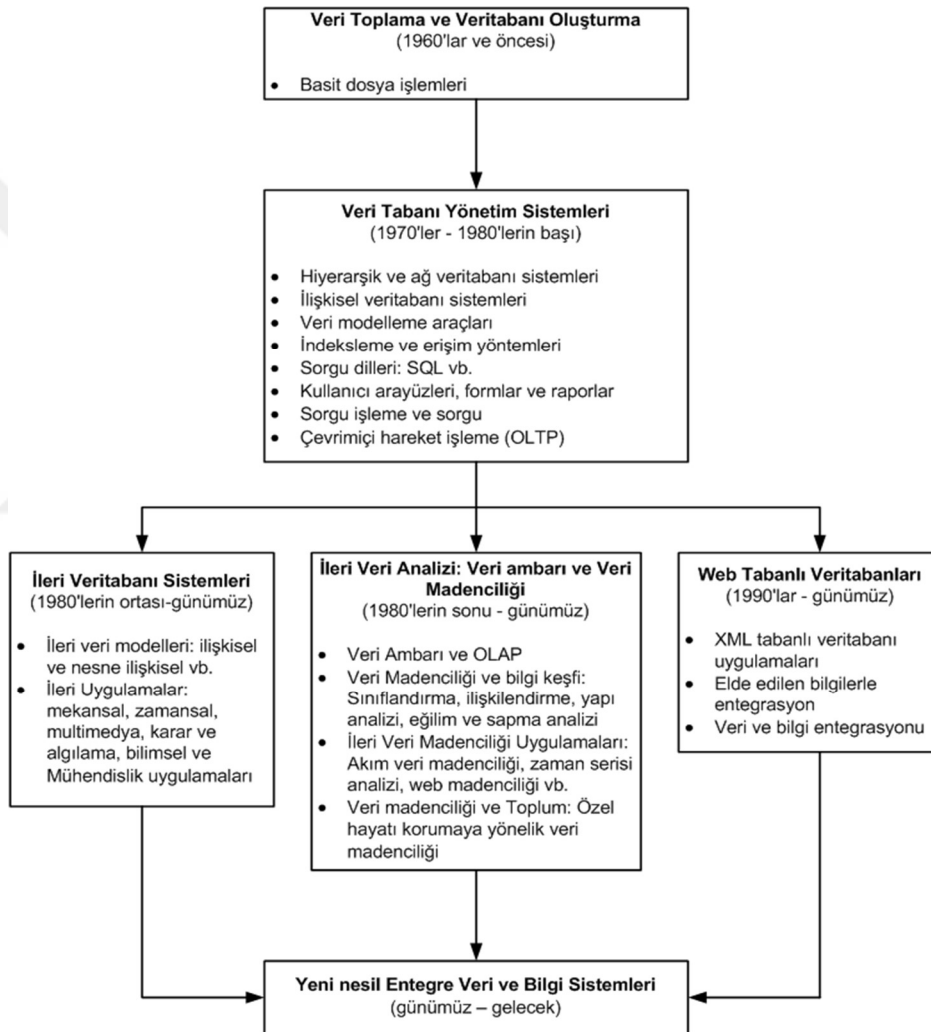 Veri Toplama ve Veritabanı Oluşturma
(1960'lar ve öncesi)
• Basit dosya işlemleri
Veri Tabanı Yönetim Sistemleri
(1970'ler - 1980'lerin başı)
• Hiyerarşik ve ağ veritabanı sistemleri
• İlişkisel veritabanı sistemleri
• Veri modelleme araçları
• İndeksleme ve erişim yöntemleri
• Sorgu dilleri: SQL vb.
• Kullanıcı arayüzleri, formlar ve raporlar
• Sorgu işleme ve sorgu
• Çevrimiçi hareket işleme (OLTP)
İleri Veritabanı Sistemleri
(1980'lerin ortası-günümüz)
• İleri veri modelleri: ilişkisel
ve nesne ilişkisel vb.
• İleri Uygulamalar:
mekansal, zamansal,
multimedya, karar ve
algılama, bilimsel ve
Mühendislik uygulamaları
İleri Veri Analizi: Veri ambarı ve Veri
Madenciliği
(1980'lerin sonu - günümüz)
• Veri Ambarı ve OLAP
• Veri Madenciliği ve bilgi keşfi:
Sınıflandırma, ilişkilendirme, yapı
analizi, eğilim ve sapma analizi
• İleri Veri Madenciliği Uygulamaları:
Akım veri madenciliği, zaman serisi
analizi, web madenciliği vb.
• Veri madenciliği ve Toplum: Özel
hayatı korumaya yönelik veri
madenciliği
Web Tabanlı Veritabanları
(1990'lar - günümüz)
• XML tabanlı veritabanı
uygulamaları
• Elde edilen bilgilerle
entegrasyon
• Veri ve bilgi entegrasyonu
Yeni nesil Entegre Veri ve Bilgi Sistemleri
(günümüz – gelecek)